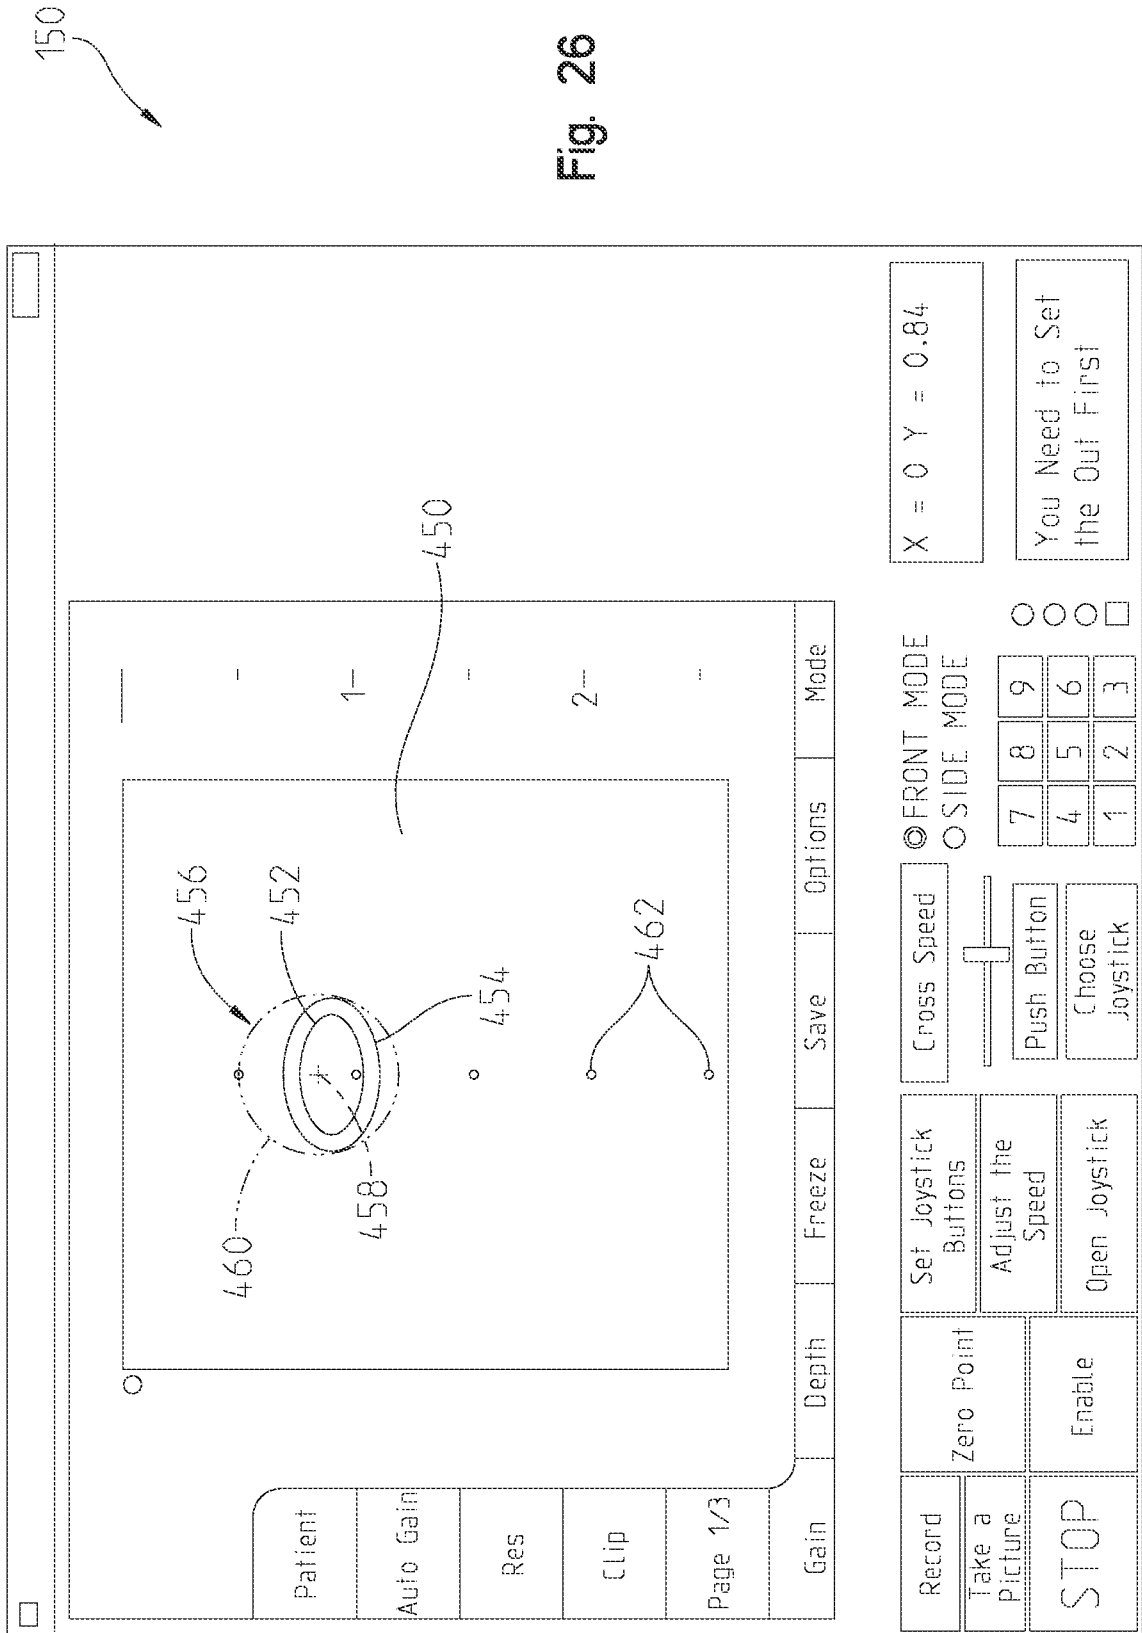 150
Fig. 26
Patient
Auto Gain
Res
Clip
Page 1/3
Gain
Depth
Freeze
Save
Options
Mode
460
458
456
452
454
462
450
1
2
Record
Take a
Picture
STOP
Zero Point
Enable
Set Joystick
Buttons
Adjust the
Speed
Open Joystick
Cross Speed
Push Button
Choose
Joystick
FRONT MODE
SIDE MODE
7 8 9
4 5 6
1 2 3
X = 0 Y = 0.84
You Need to Set
the Out First